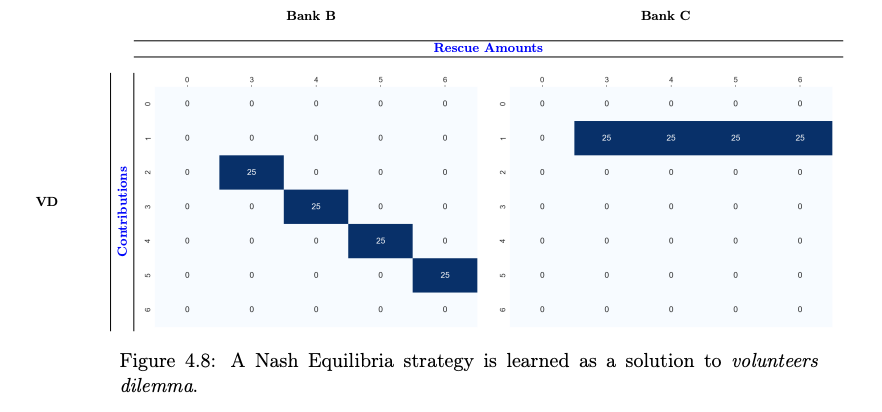 Bank B Bank C
Rescue Amounts
0 3 4 5 6 0 3 4 5 6
0 0 0 0 0 0 0 0 0 0 0 0
1 0 0 0 0 0 1 0 25 25 25 25
2 0 25 0 0 0 2 0 0 0 0 0
VD Contributions 3 0 0 25 0 0 3 0 0 0 0 0
4 0 0 0 25 0 4 0 0 0 0 0
5 0 0 0 0 25 5 0 0 0 0 0
6 0 0 0 0 0 6 0 0 0 0 0
Figure 4.8: A Nash Equilibria strategy is learned as a solution to volunteers
dilemma.